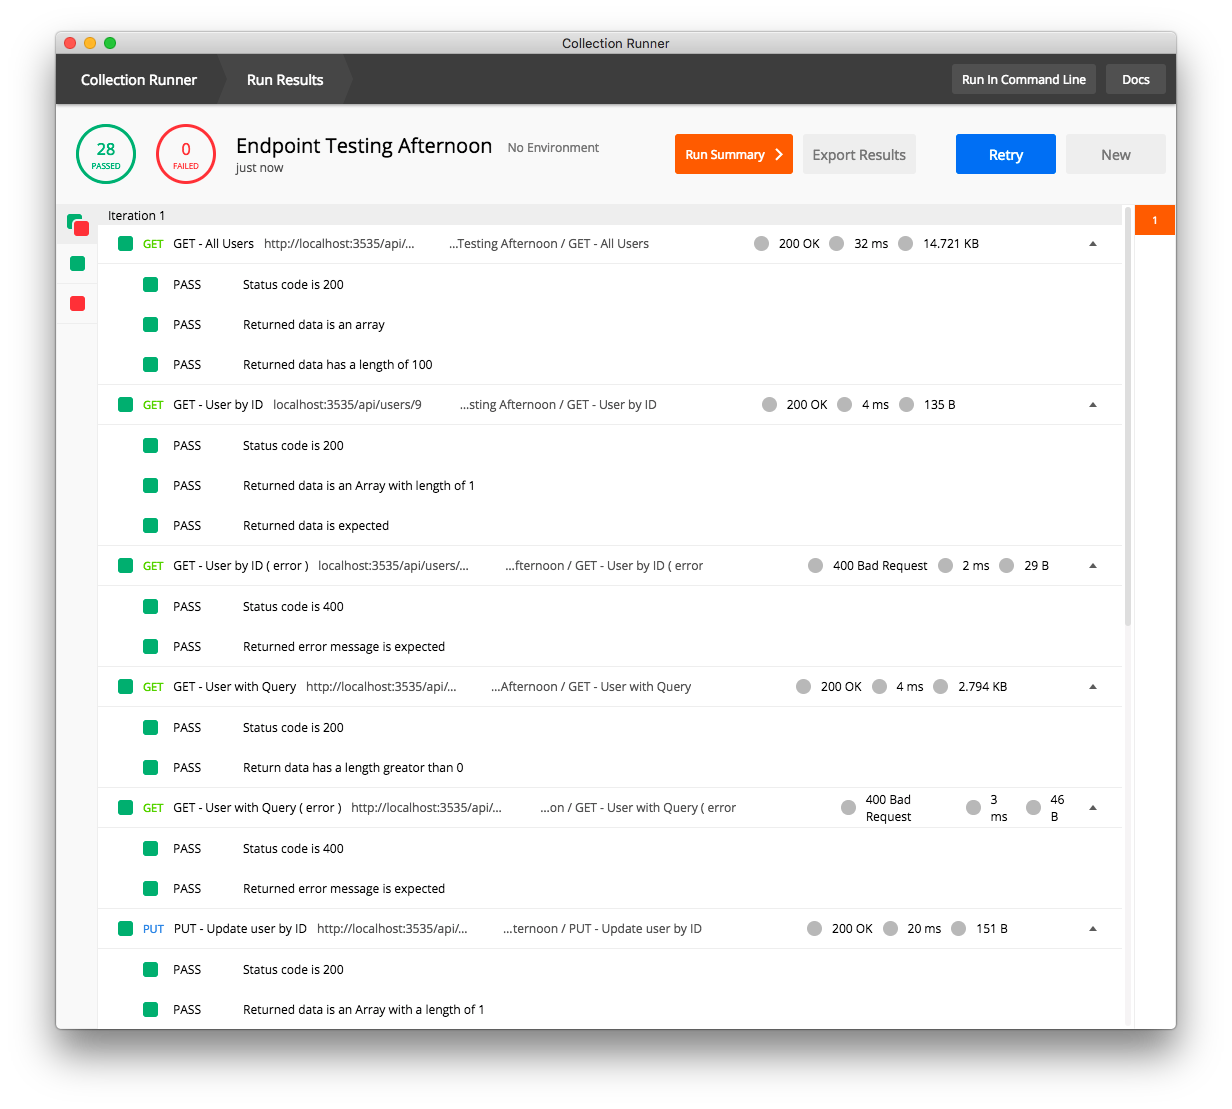 Collection Runner
Collection Runner Run Results Run In Command Line Docs
28 PASSED
0 FAILED
Endpoint Testing Afternoon No Environment
just now
Run Summary Export Results Retry New
Iteration 1
1
GET GET - All Users http://localhost:3535/api/... ...Testing Afternoon / GET - All Users 200 OK 32 ms 14.721 KB
PASS Status code is 200
PASS Returned data is an array
PASS Returned data has a length of 100
GET GET - User by ID localhost:3535/api/users/9 ...sting Afternoon / GET - User by ID 200 OK 4 ms 135 B
PASS Status code is 200
PASS Returned data is an Array with length of 1
PASS Returned data is expected
GET GET - User by ID ( error ) localhost:3535/api/users/... ...fternoon / GET - User by ID ( error 400 Bad Request 2 ms 29 B
PASS Status code is 400
PASS Returned error message is expected
GET GET - User with Query http://localhost:3535/api/... ...Afternoon / GET - User with Query 200 OK 4 ms 2.794 KB
PASS Status code is 200
PASS Return data has a length greator than 0
GET GET - User with Query ( error ) http://localhost:3535/api/... ...on / GET - User with Query ( error 400 Bad Request 3 ms 46 B
PASS Status code is 400
PASS Returned error message is expected
PUT PUT - Update user by ID http://localhost:3535/api/... ...ternoon / PUT - Update user by ID 200 OK 20 ms 151 B
PASS Status code is 200
PASS Returned data is an Array with a length of 1